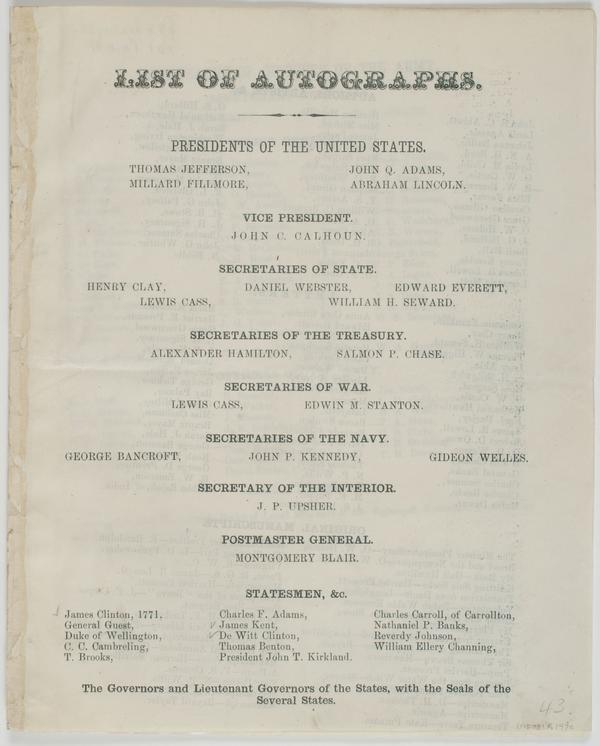 LIST OF AUTOGRAPHS.
PRESIDENTS OF THE UNITED STATES.
THOMAS JEFFERSON, JOHN Q. ADAMS,
MILLARD FILLMORE, ABRAHAM LINCOLN.
VICE PRESIDENT.
JOHN C. CALHOUN.
SECRETARIES OF STATE.
HENRY CLAY, DANIEL WEBSTER, EDWARD EVERETT,
LEWIS CASS, WILLIAM H. SEWARD.
SECRETARIES OF THE TREASURY.
ALEXANDER HAMILTON, SALMON P. CHASE.
SECRETARIES OF WAR.
LEWIS CASS, EDWIN M. STANTON.
SECRETARIES OF THE NAVY.
GEORGE BANCROFT, JOHN P. KENNEDY, GIDEON WELLES.
SECRETARY OF THE INTERIOR.
J. P. UPSHER.
POSTMASTER GENERAL.
MONTGOMERY BLAIR.
STATESMEN, &c.
James Clinton, 1771, Charles F. Adams, Charles Carroll, of Carrollton,
General Guest, James Kent, Nathaniel P. Banks,
Duke of Wellington, De Witt Clinton, Reverdy Johnson,
C. C. Cambreling, Thomas Benton, William Ellery Channing,
T. Brooks, President John T. Kirkland.
The Governors and Lieutenant Governors of the States, with the Seals of the
Several States.
43.